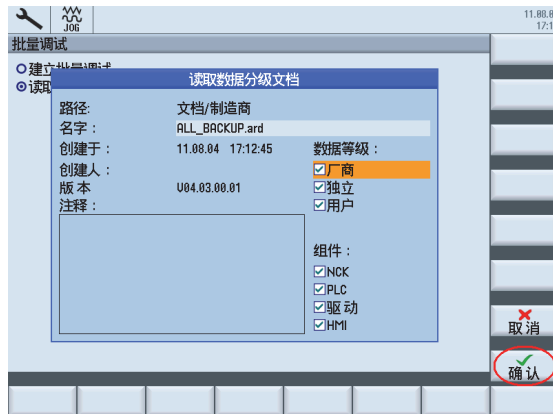 JOG
11.08.0
17:1
批量调试
建立批量调试
读取
读取数据分级文档
路径: 文档/制造商
名字： ALL_BACKUP.ard
创建于： 11.08.04 17:12:45 数据等级：
创建人： 厂商
版本 V04.03.00.01 独立
注释： 用户
组件：
NCK
PLC
驱动
HMI
取消
确认